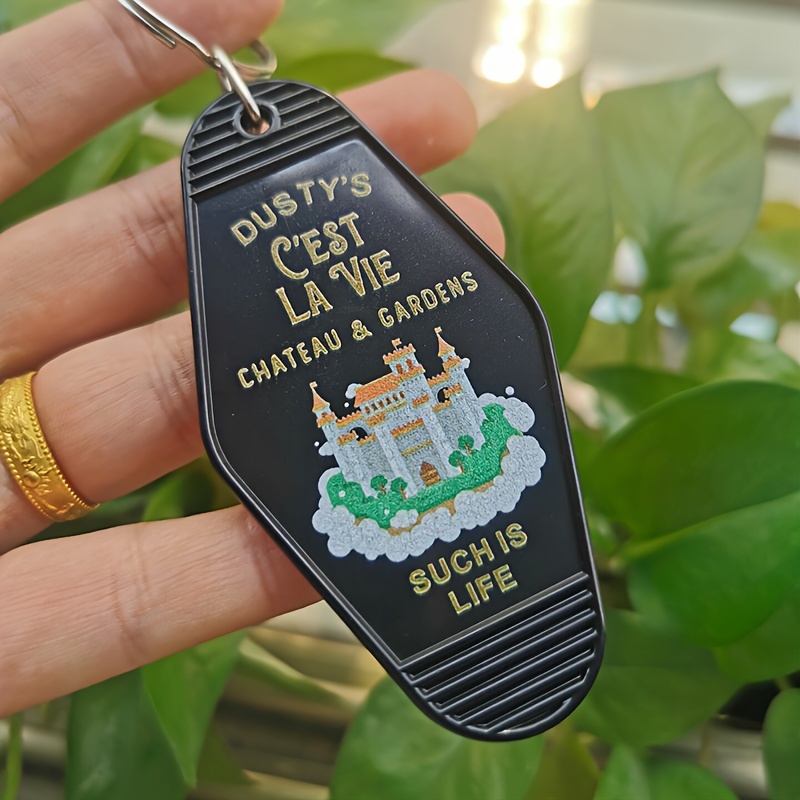 DUSTY'S
C'EST
LA VIE
CHATEAU & GARDENS
SUCH IS
LIFE